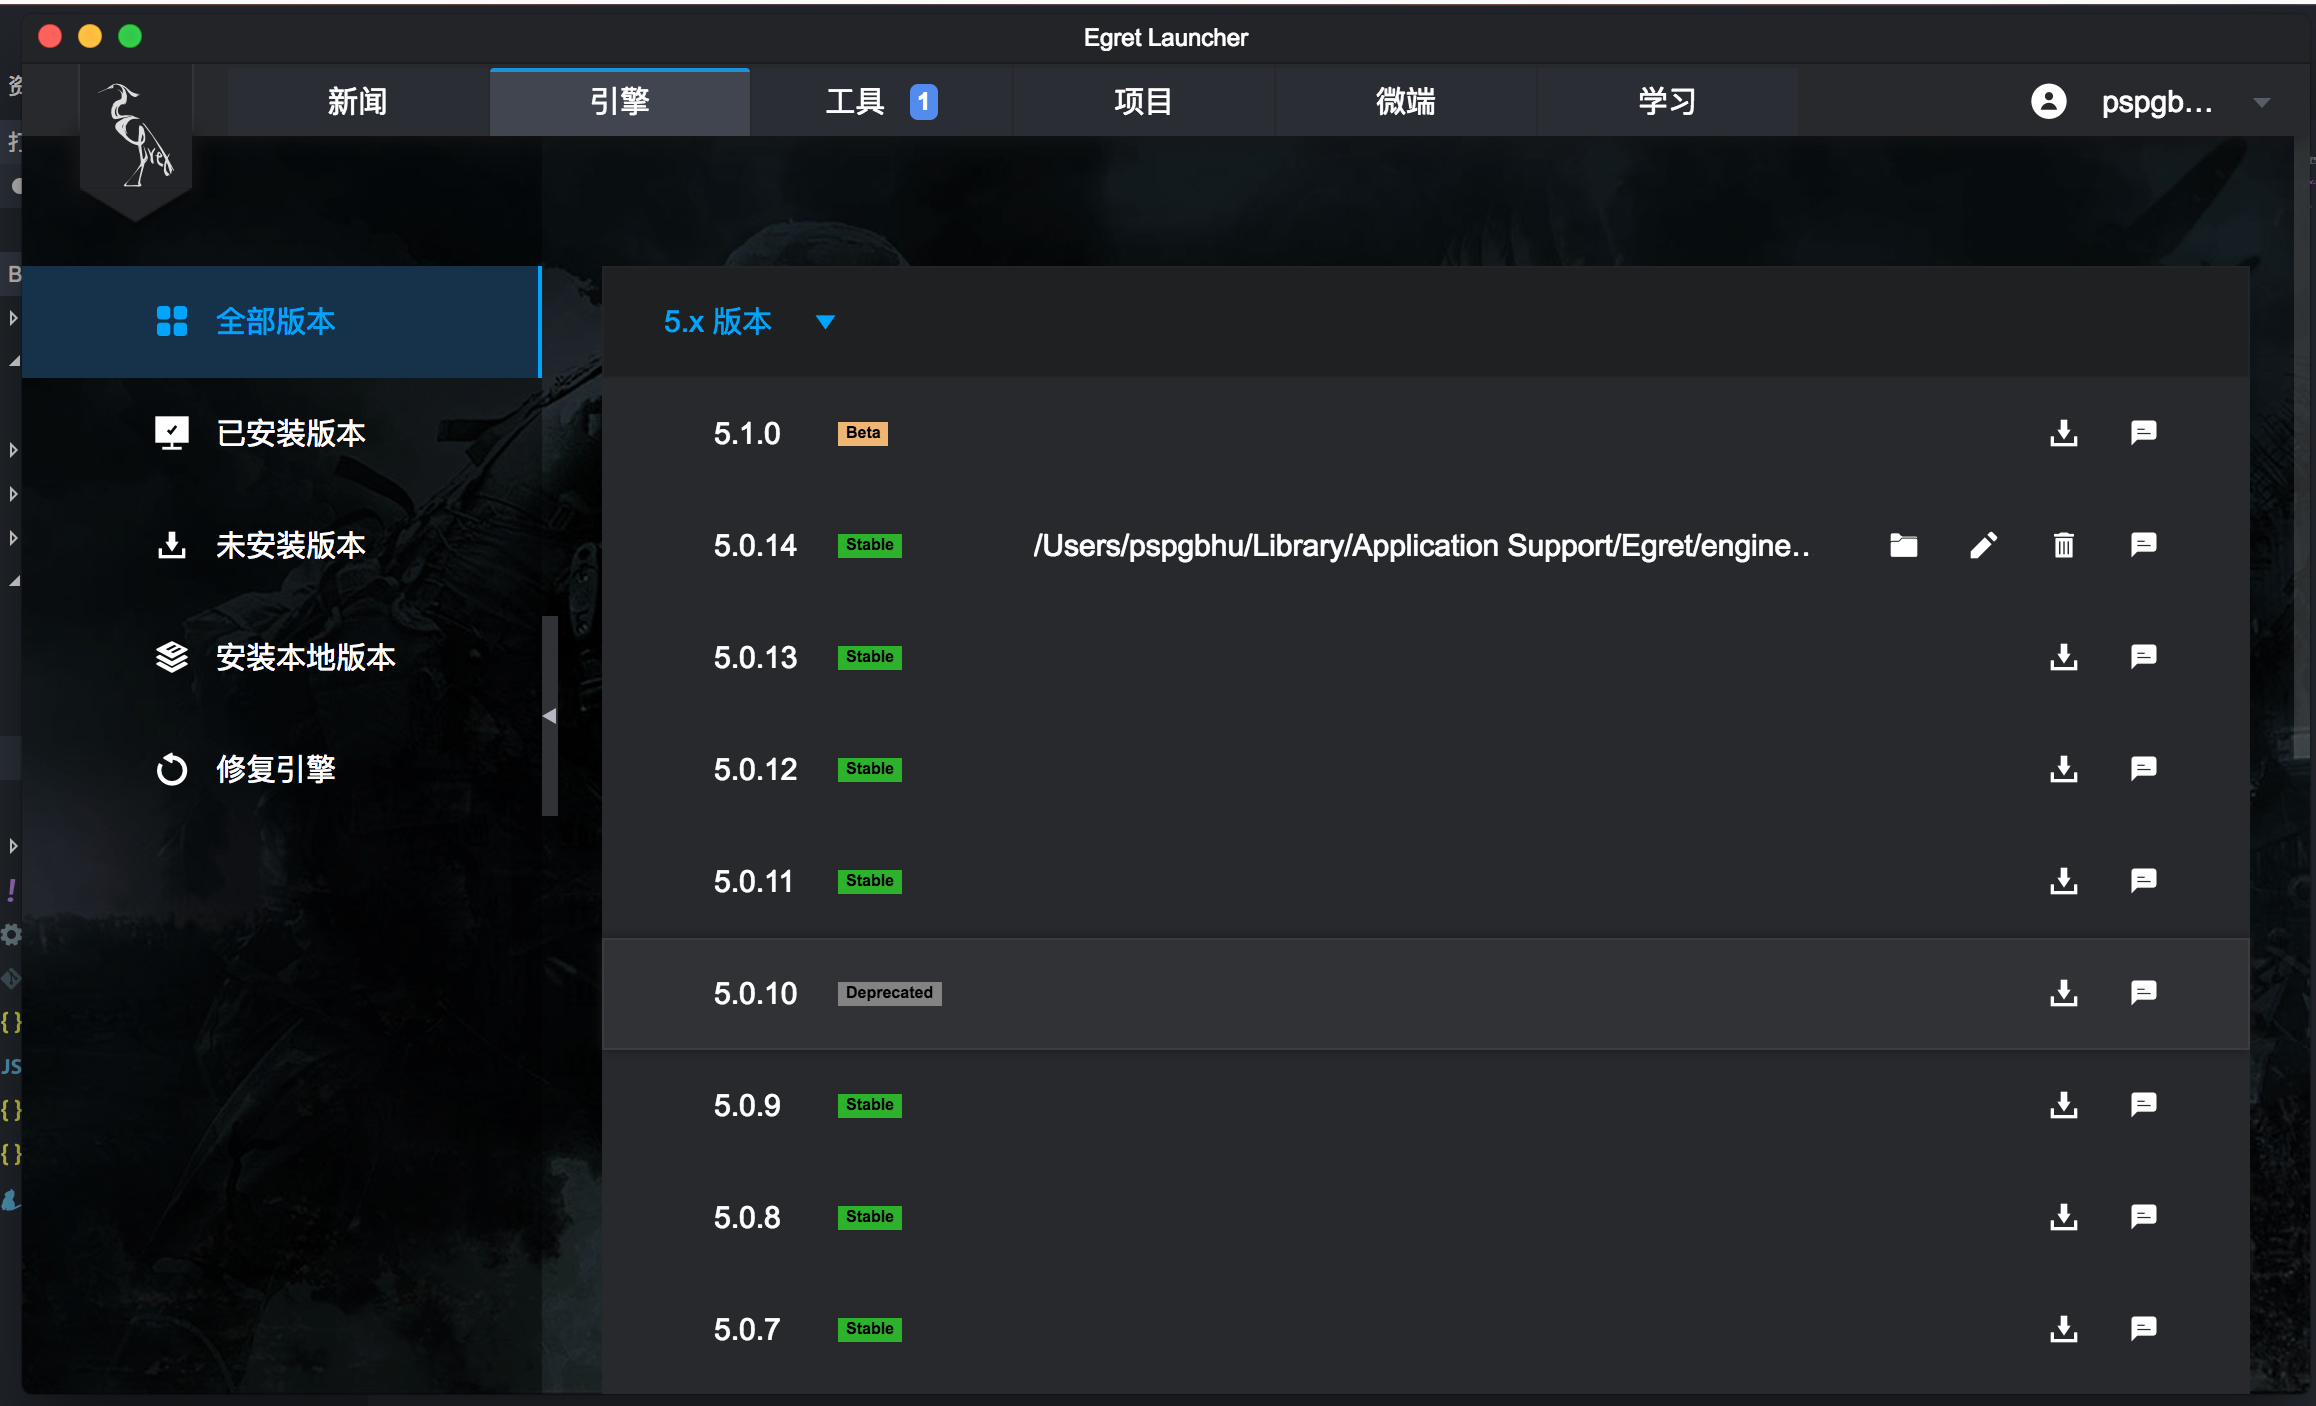 Egret Launcher
新闻
引擎
工具 1
项目
微端
学习
pspgb...
全部版本
已安装版本
未安装版本
安装本地版本
修复引擎
5.x 版本
5.1.0 Beta
5.0.14 Stable /Users/pspgbhu/Library/Application Support/Egret/engine..
5.0.13 Stable
5.0.12 Stable
5.0.11 Stable
5.0.10 Deprecated
5.0.9 Stable
5.0.8 Stable
5.0.7 Stable
B
!
{}
JS
{}
{}